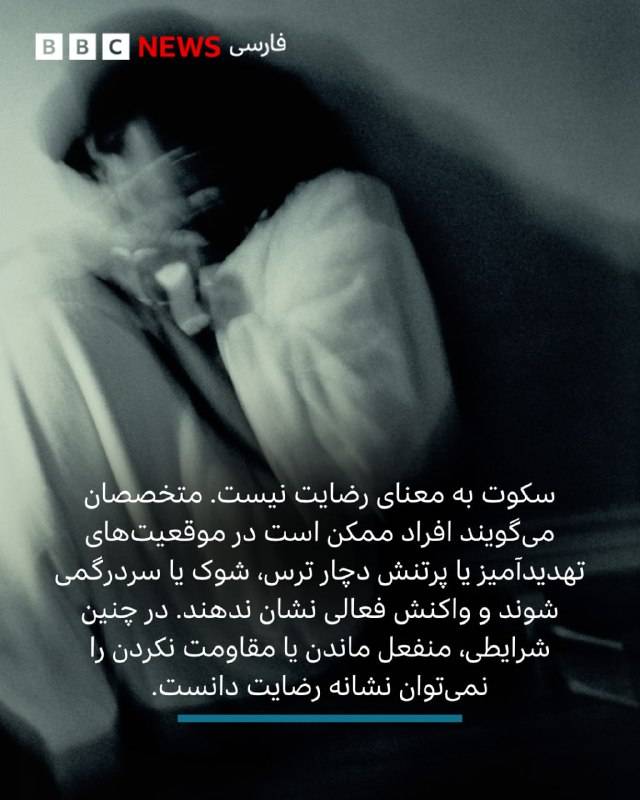 BBC NEWS فارسی
سکوت به معنای رضایت نیست. متخصصان
می‌گویند افراد ممکن است در موقعیت‌های
تهدیدآمیز یا پرتنش دچار ترس، شوک یا سردرگمی
شوند و واکنش فعالی نشان ندهند. در چنین
شرایطی، منفعل ماندن یا مقاومت نکردن را
نمی‌توان نشانه رضایت دانست.